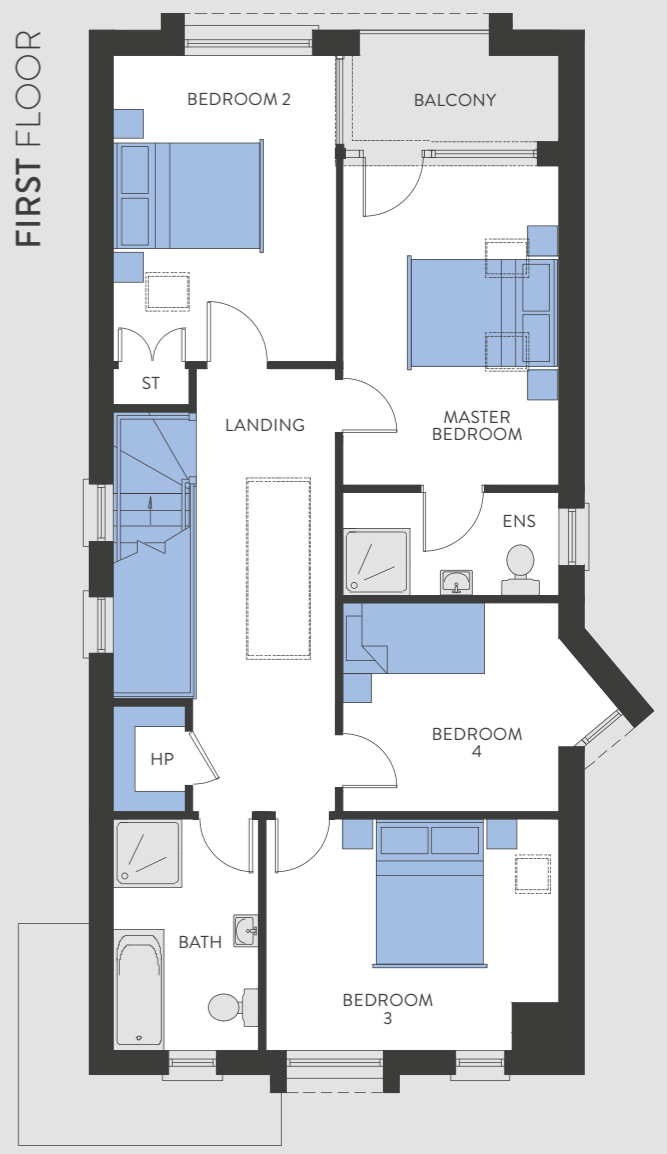 FIRST FLOOR
BEDROOM 2
BALCONY
ST
LANDING
MASTER
BEDROOM
ENS
BEDROOM
4
HP
BATH
BEDROOM
3